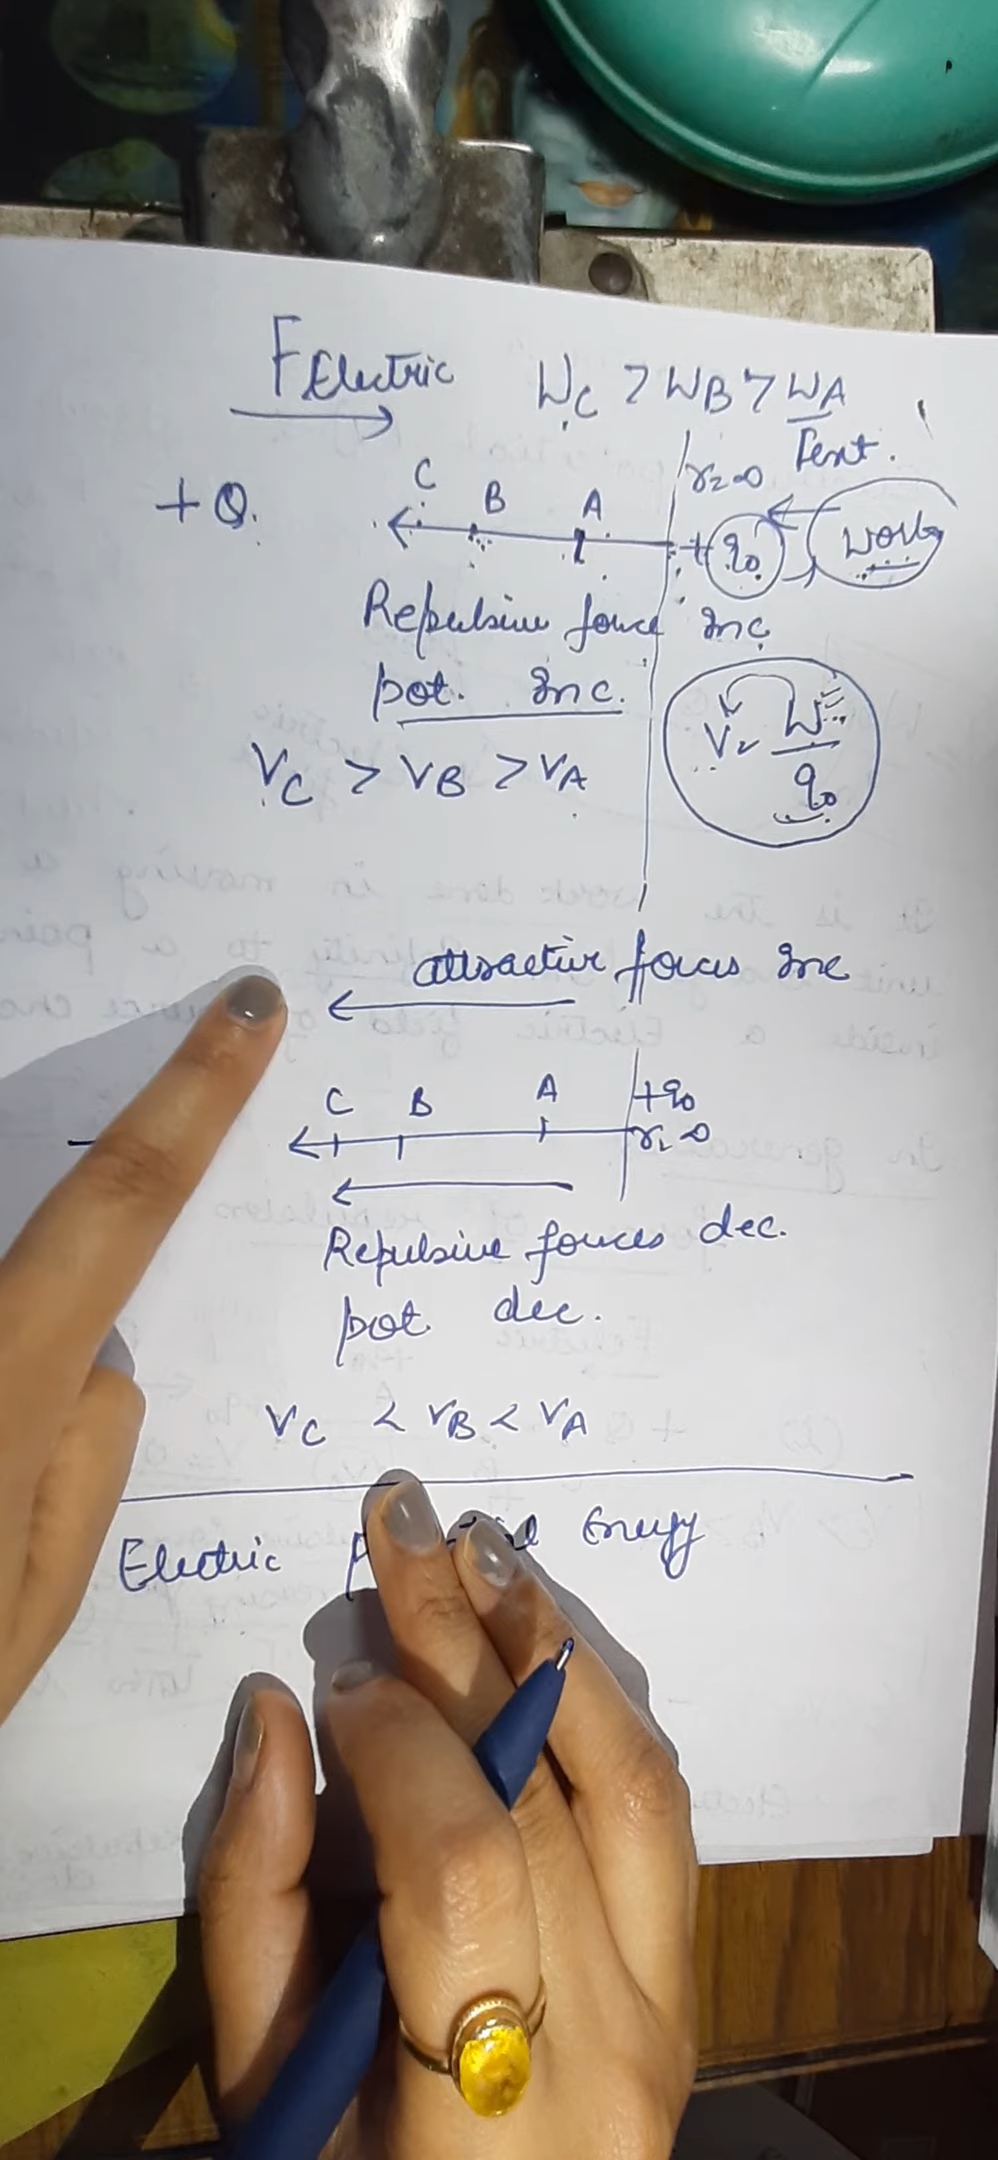 FElectric WC > WB > WA
Fext.
r=∞
C B A
+Q. +q0 work
Repulsive force Inc.
pot. Inc.
V = W/q0
VC > VB > VA
attractive forces Inc
C B A +q0
r=∞
Repulsive forces dec.
pot. dec.
VC < VB < VA
Electric Energy